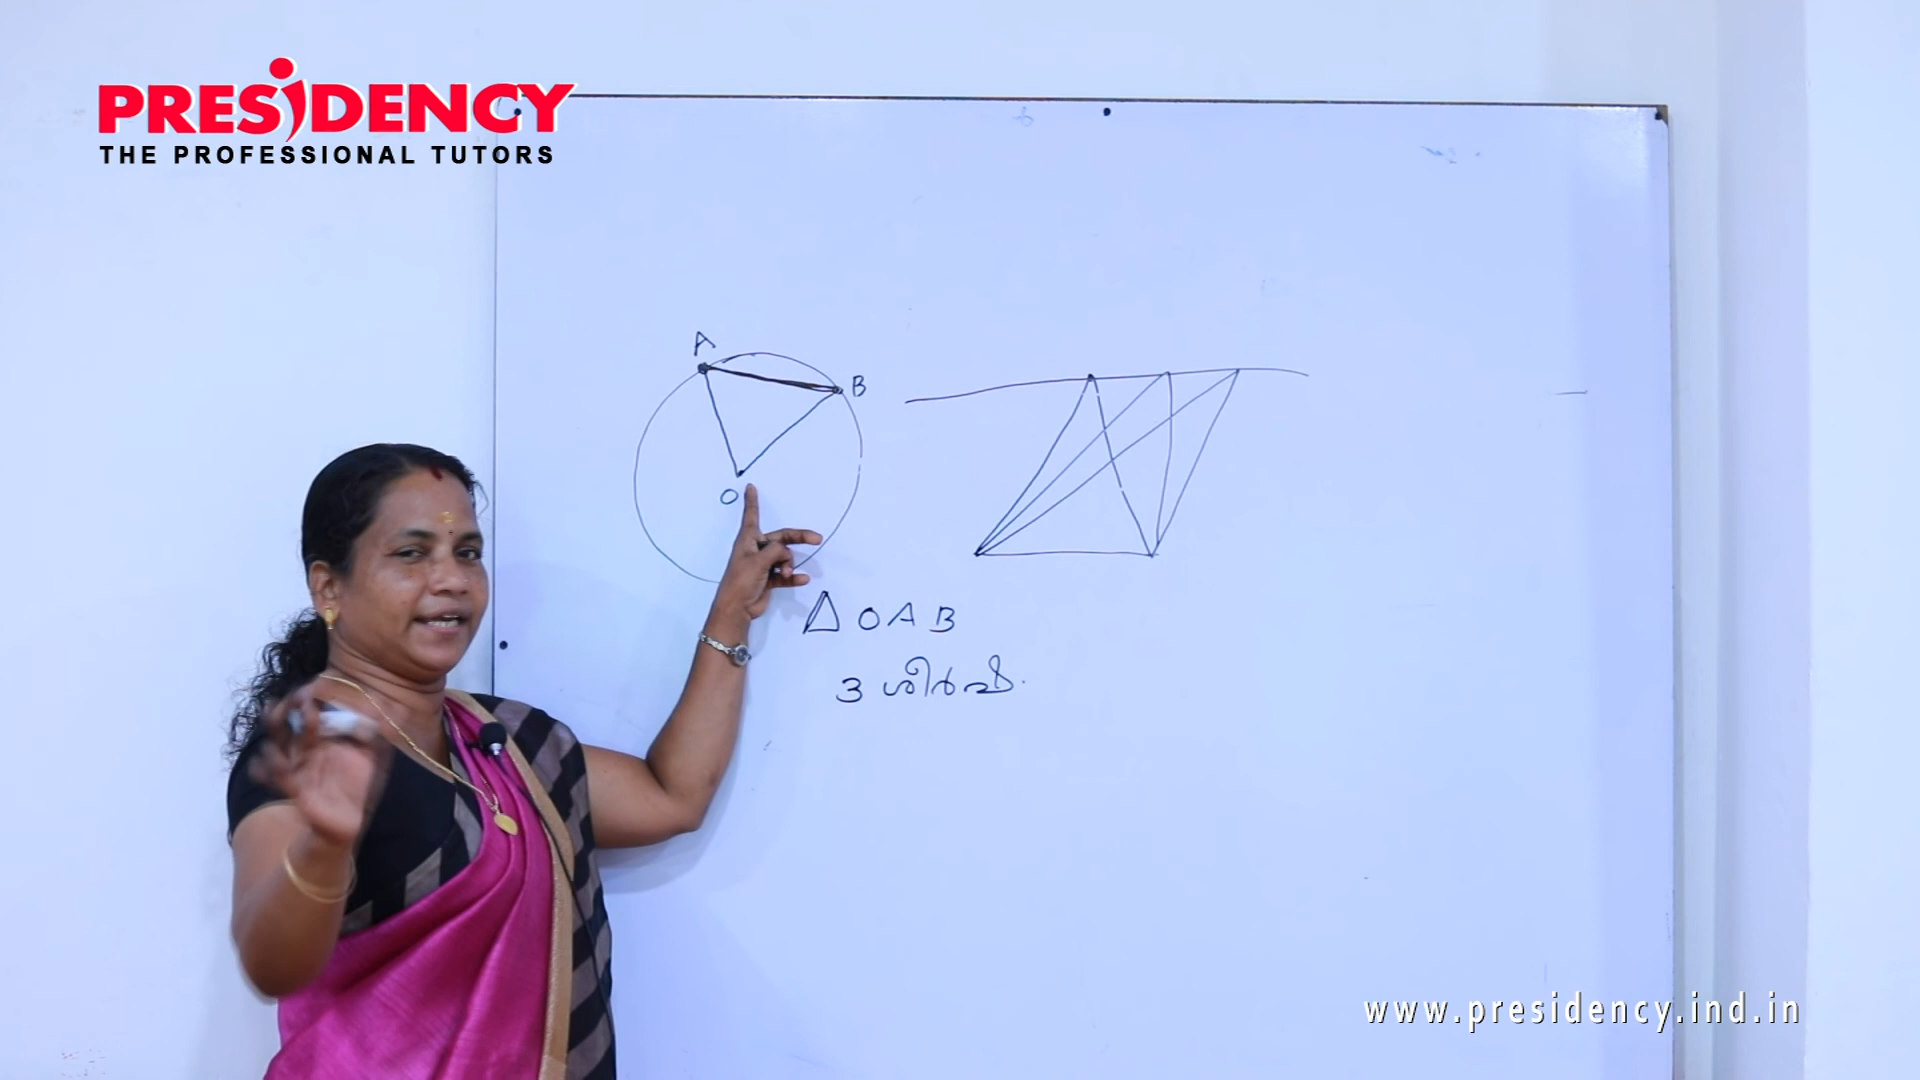 PRESiDENCY
THE PROFESSIONAL TUTORS
A
B
O
△ OAB
3 ശീർഷ.
www.presidency.ind.in